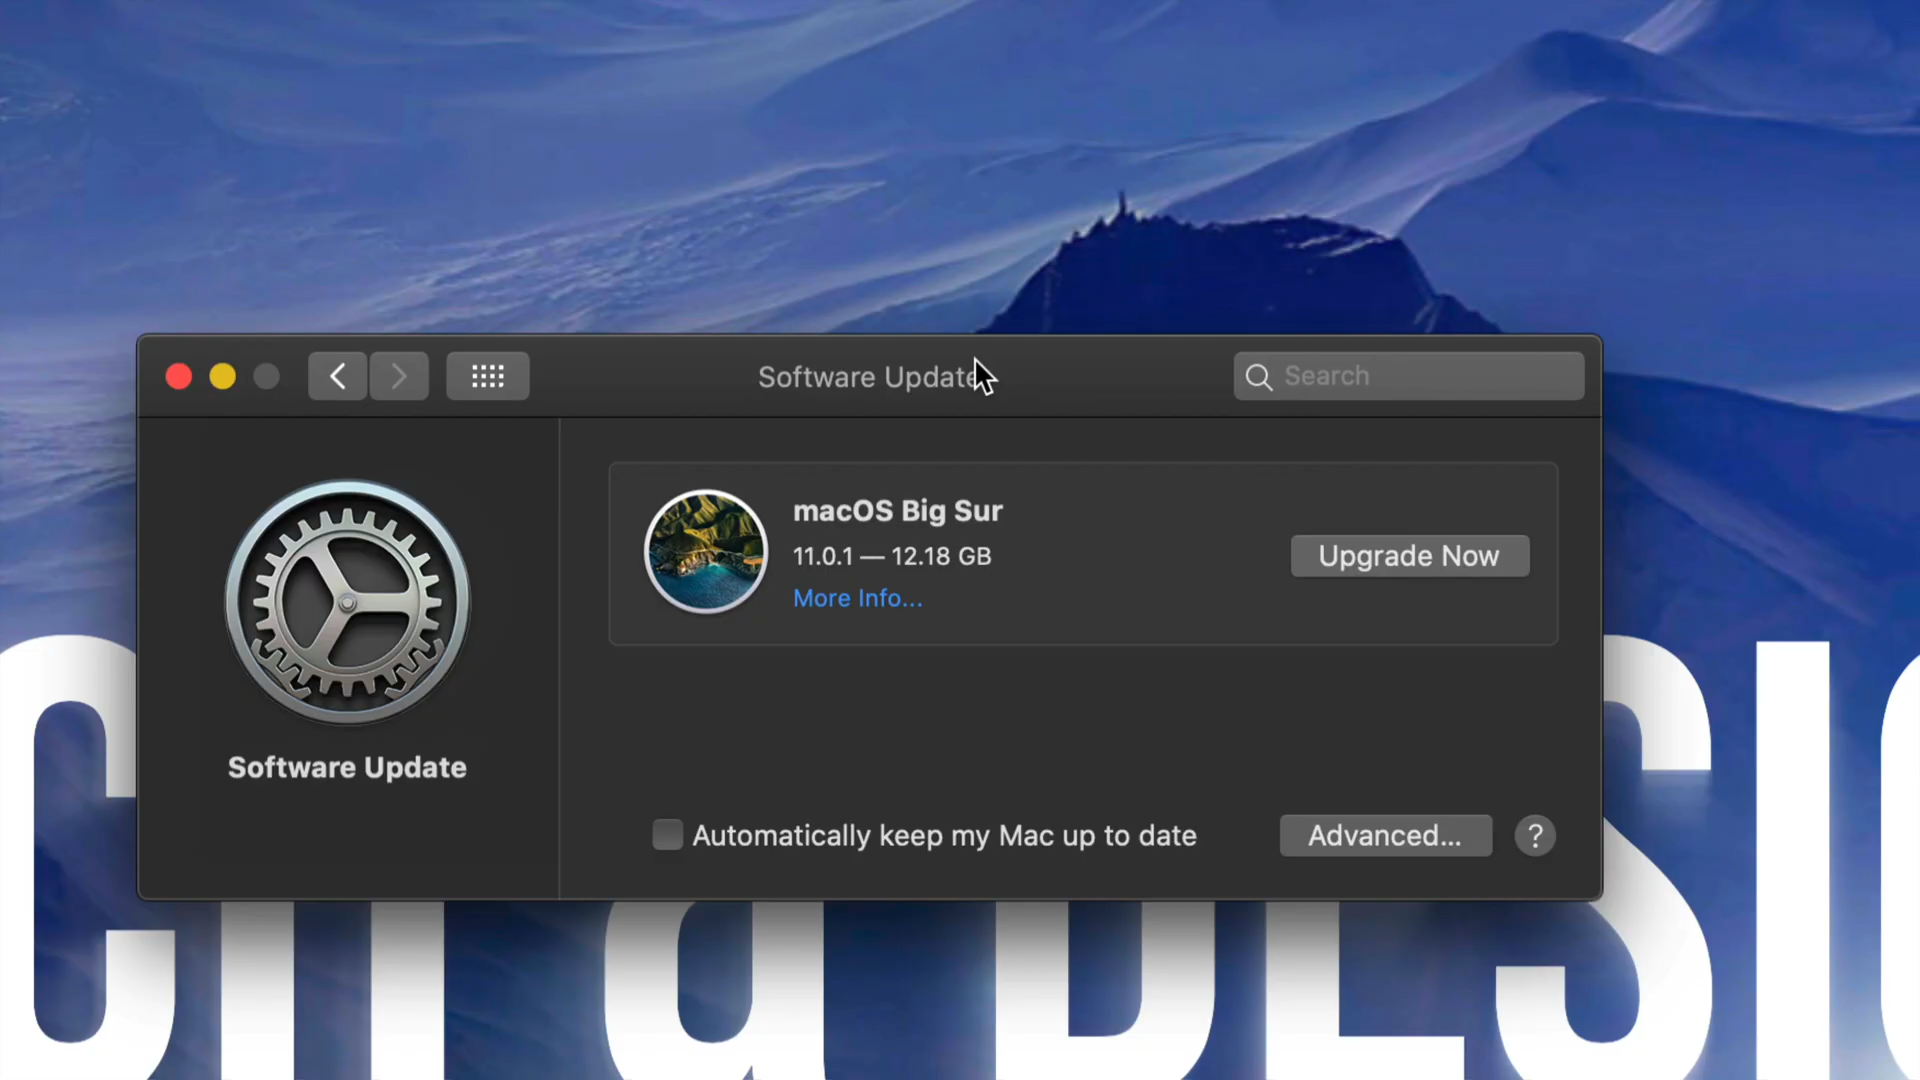 Software Update
Search
macOS Big Sur
11.0.1 — 12.18 GB
More Info...
Upgrade Now
Software Update
Automatically keep my Mac up to date
Advanced...
?